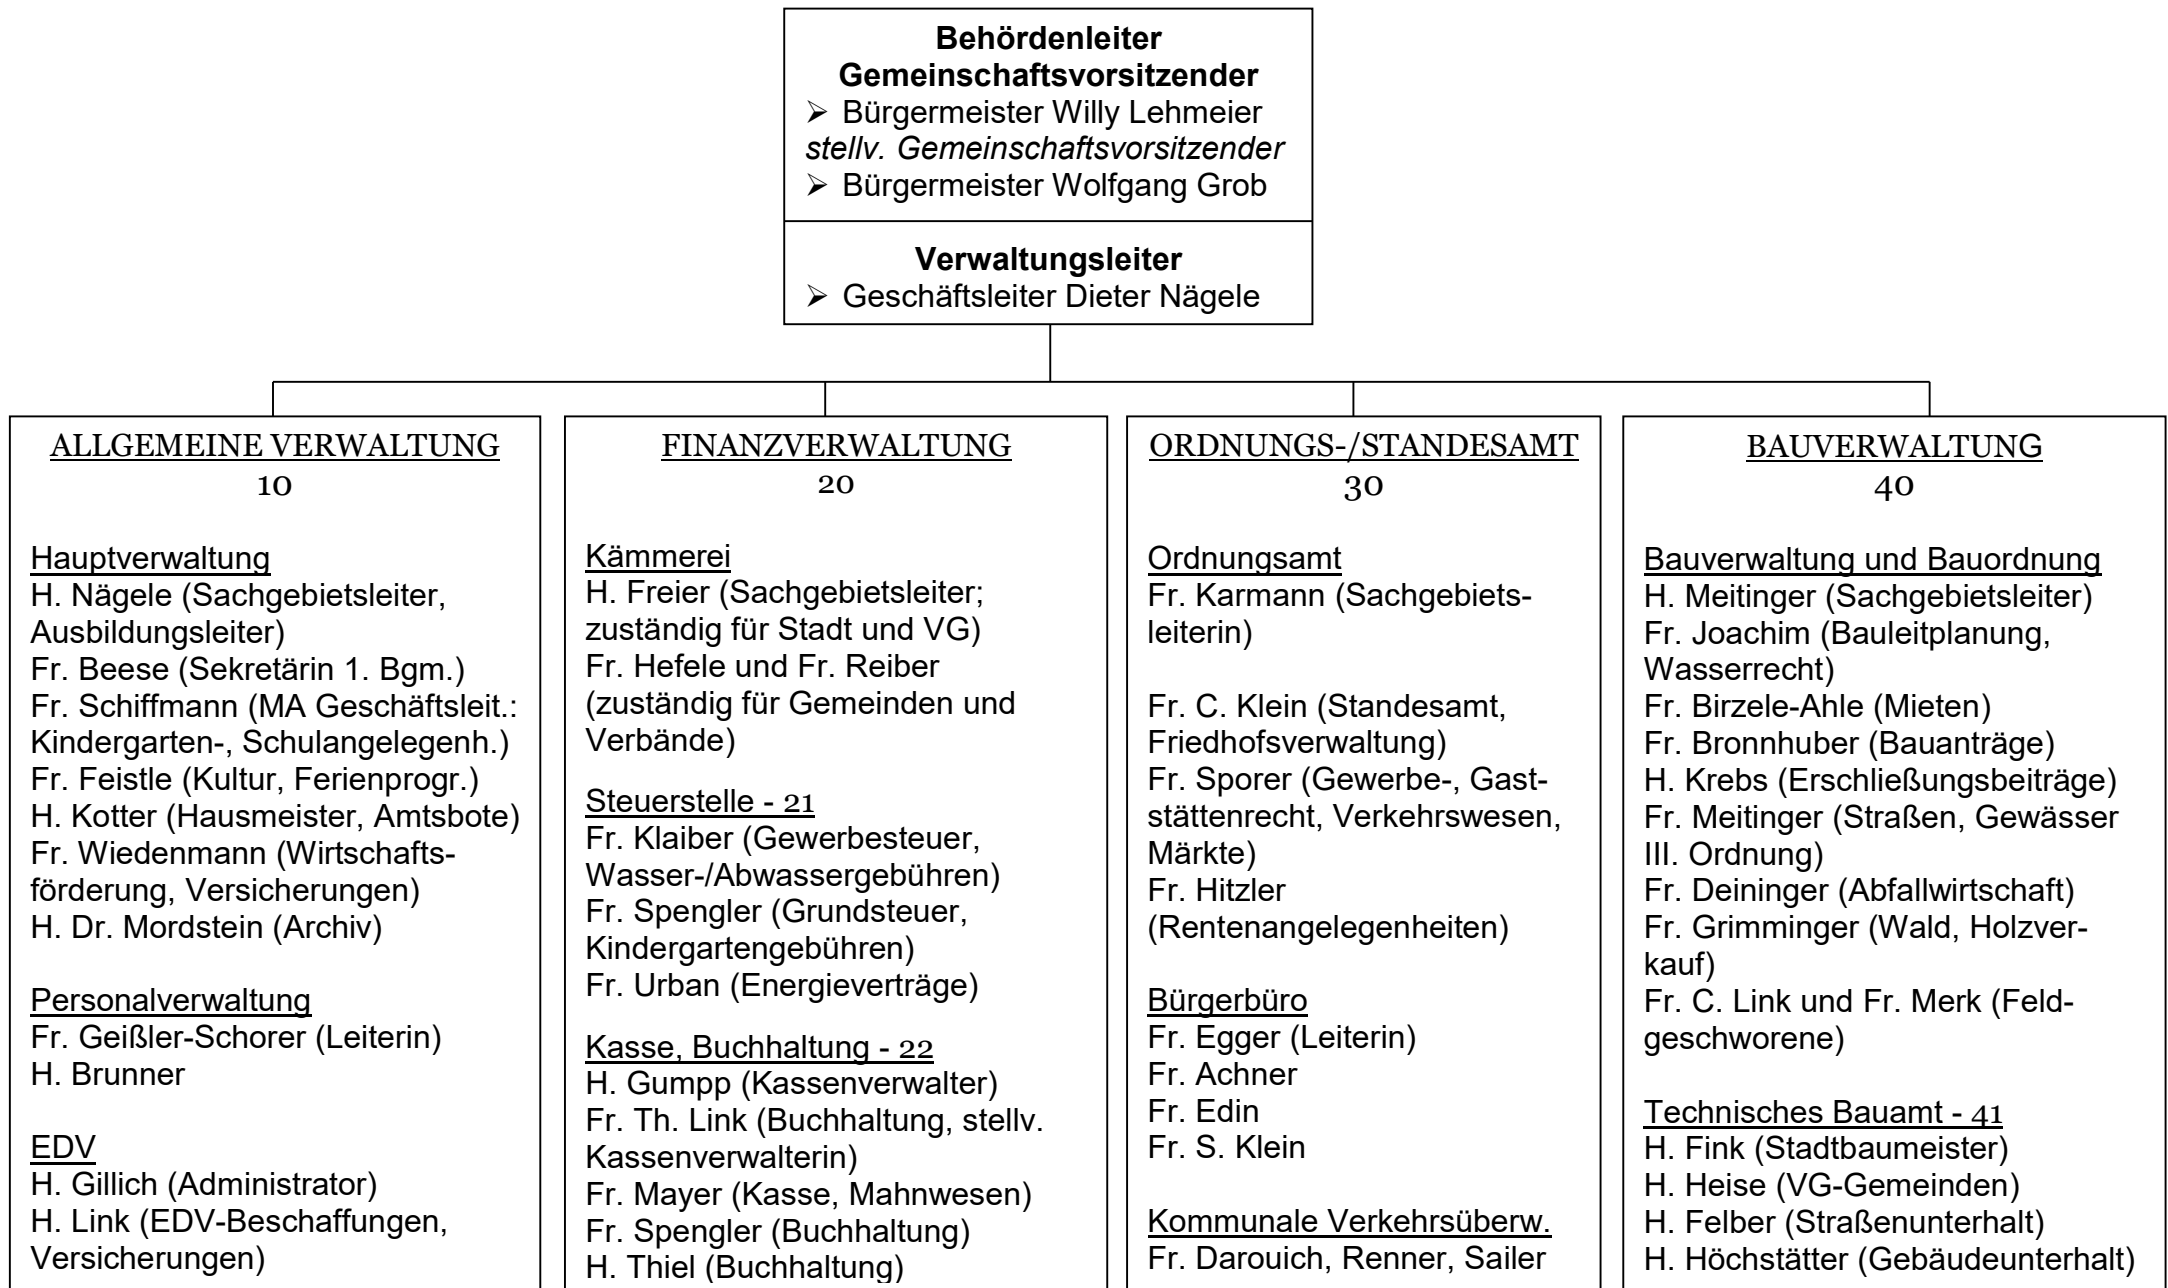 Behördenleiter
Gemeinschaftsvorsitzender
➢ Bürgermeister Willy Lehmeier
stellv. Gemeinschaftsvorsitzender
➢ Bürgermeister Wolfgang Grob
Verwaltungsleiter
➢ Geschäftsleiter Dieter Nägele
ALLGEMEINE VERWALTUNG
10
Hauptverwaltung
H. Nägele (Sachgebietsleiter,
Ausbildungsleiter)
Fr. Beese (Sekretärin 1. Bgm.)
Fr. Schiffmann (MA Geschäftsleit.:
Kindergarten-, Schulangelegenh.)
Fr. Feistle (Kultur, Ferienprogr.)
H. Kotter (Hausmeister, Amtsbote)
Fr. Wiedenmann (Wirtschafts-
förderung, Versicherungen)
H. Dr. Mordstein (Archiv)
Personalverwaltung
Fr. Geißler-Schorer (Leiterin)
H. Brunner
EDV
H. Gillich (Administrator)
H. Link (EDV-Beschaffungen,
Versicherungen)
FINANZVERWALTUNG
20
Kämmerei
H. Freier (Sachgebietsleiter;
zuständig für Stadt und VG)
Fr. Hefele und Fr. Reiber
(zuständig für Gemeinden und
Verbände)
Steuerstelle - 21
Fr. Klaiber (Gewerbesteuer,
Wasser-/Abwassergebühren)
Fr. Spengler (Grundsteuer,
Kindergartengebühren)
Fr. Urban (Energieverträge)
Kasse, Buchhaltung - 22
H. Gumpp (Kassenverwalter)
Fr. Th. Link (Buchhaltung, stellv.
Kassenverwalterin)
Fr. Mayer (Kasse, Mahnwesen)
Fr. Spengler (Buchhaltung)
H. Thiel (Buchhaltung)
ORDNUNGS-/STANDESAMT
30
Ordnungsamt
Fr. Karmann (Sachgebiets-
leiterin)
Fr. C. Klein (Standesamt,
Friedhofsverwaltung)
Fr. Sporer (Gewerbe-, Gast-
stättenrecht, Verkehrswesen,
Märkte)
Fr. Hitzler
(Rentenangelegenheiten)
Bürgerbüro
Fr. Egger (Leiterin)
Fr. Achner
Fr. Edin
Fr. S. Klein
Kommunale Verkehrsüberw.
Fr. Darouich, Renner, Sailer
BAUVERWALTUNG
40
Bauverwaltung und Bauordnung
H. Meitinger (Sachgebietsleiter)
Fr. Joachim (Bauleitplanung,
Wasserrecht)
Fr. Birzele-Ahle (Mieten)
Fr. Bronnhuber (Bauanträge)
H. Krebs (Erschließungsbeiträge)
Fr. Meitinger (Straßen, Gewässer
III. Ordnung)
Fr. Deininger (Abfallwirtschaft)
Fr. Grimminger (Wald, Holzver-
kauf)
Fr. C. Link und Fr. Merk (Feld-
geschworene)
Technisches Bauamt - 41
H. Fink (Stadtbaumeister)
H. Heise (VG-Gemeinden)
H. Felber (Straßenunterhalt)
H. Höchstätter (Gebäudeunterhalt)